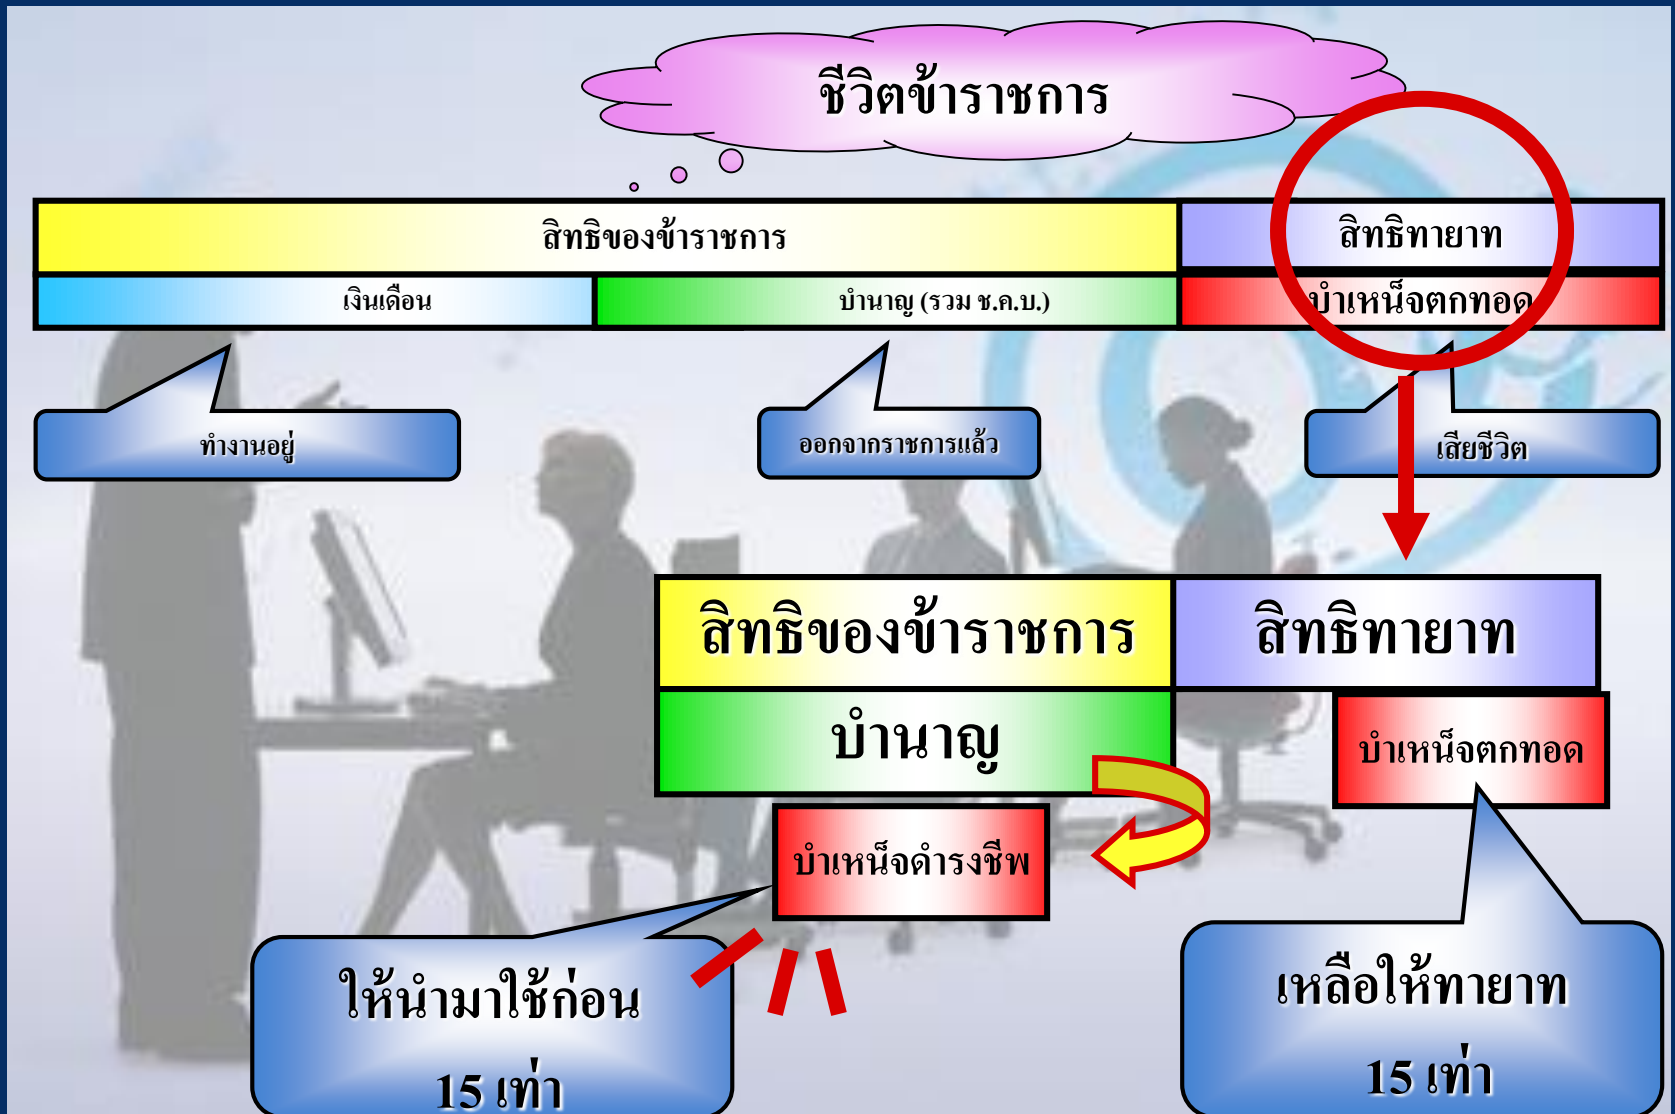 ชีวิตข้าราชการ
สิทธิของข้าราชการ
สิทธิทายาท
เงินเดือน
บำนาญ (รวม ช.ค.บ.)
บำเหน็จตกทอด
ทำงานอยู่
ออกจากราชการแล้ว
เสียชีวิต
สิทธิของข้าราชการ
สิทธิทายาท
บำนาญ
บำเหน็จตกทอด
บำเหน็จดำรงชีพ
ให้นำมาใช้ก่อน
15 เท่า
เหลือให้ทายาท
15 เท่า